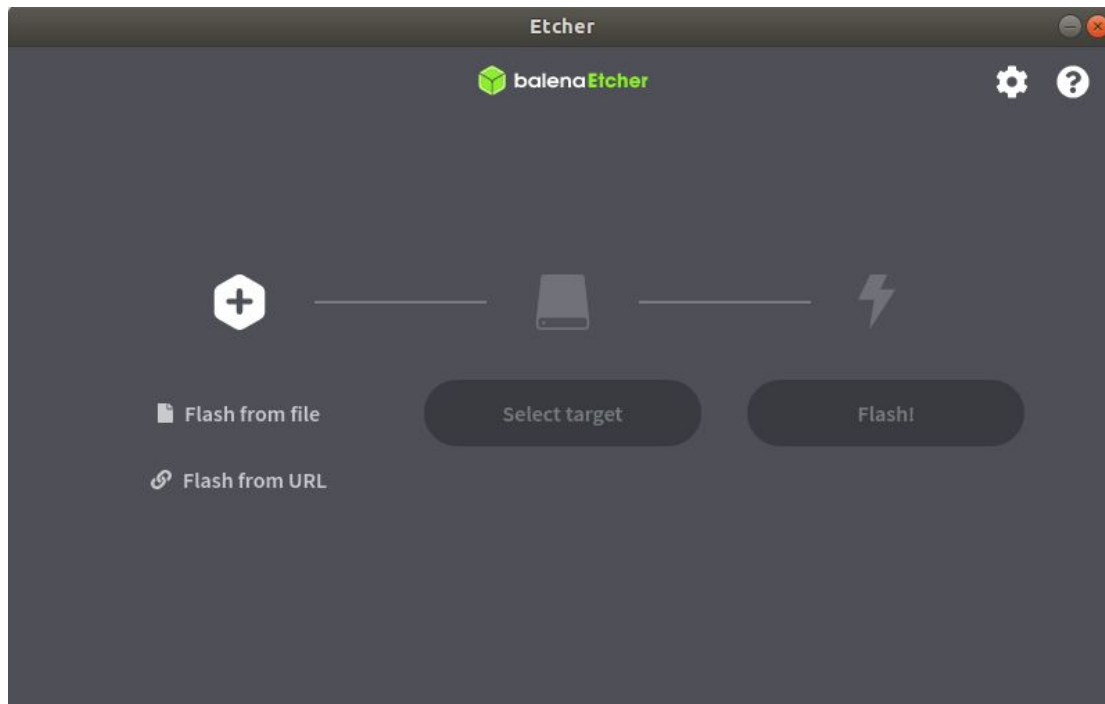 Etcher
balenaEtcher
Flash from file
Select target
Flash!
Flash from URL